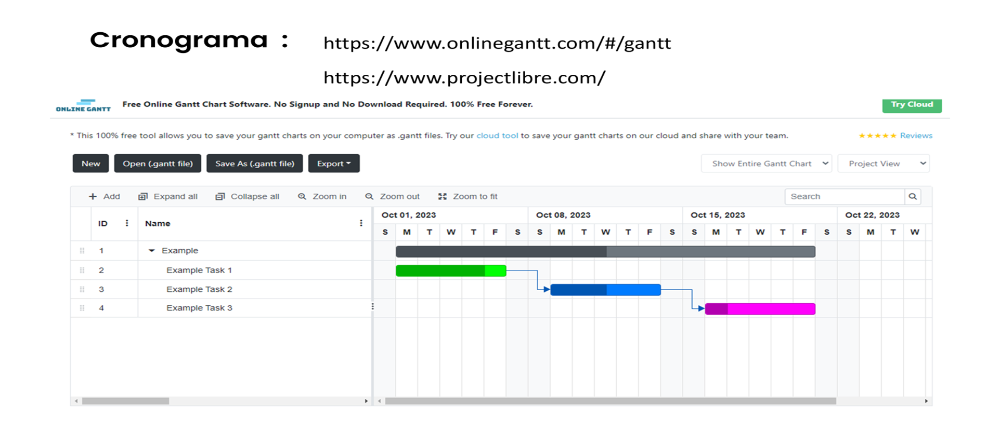 Cronograma : https://www.onlinegantt.com/#/gantt
https://www.projectlibre.com/
ONLINE GANTT Free Online Gantt Chart Software. No Signup and No Download Required. 100% Free Forever. Try Cloud
* This 100% free tool allows you to save your gantt charts on your computer as .gantt files. Try our cloud tool to save your gantt charts on our cloud and share with your team. Reviews
New Open (.gantt file) Save As (.gantt file) Export Show Entire Gantt Chart Project View
Add Expand all Collapse all Zoom in Zoom out Zoom to fit Search
ID Name Oct 01, 2023 Oct 08, 2023 Oct 15, 2023 Oct 22, 2023
S M T W T F S S M T W T F S S M T W T F S S M T W
1 Example
2 Example Task 1
3 Example Task 2
4 Example Task 3